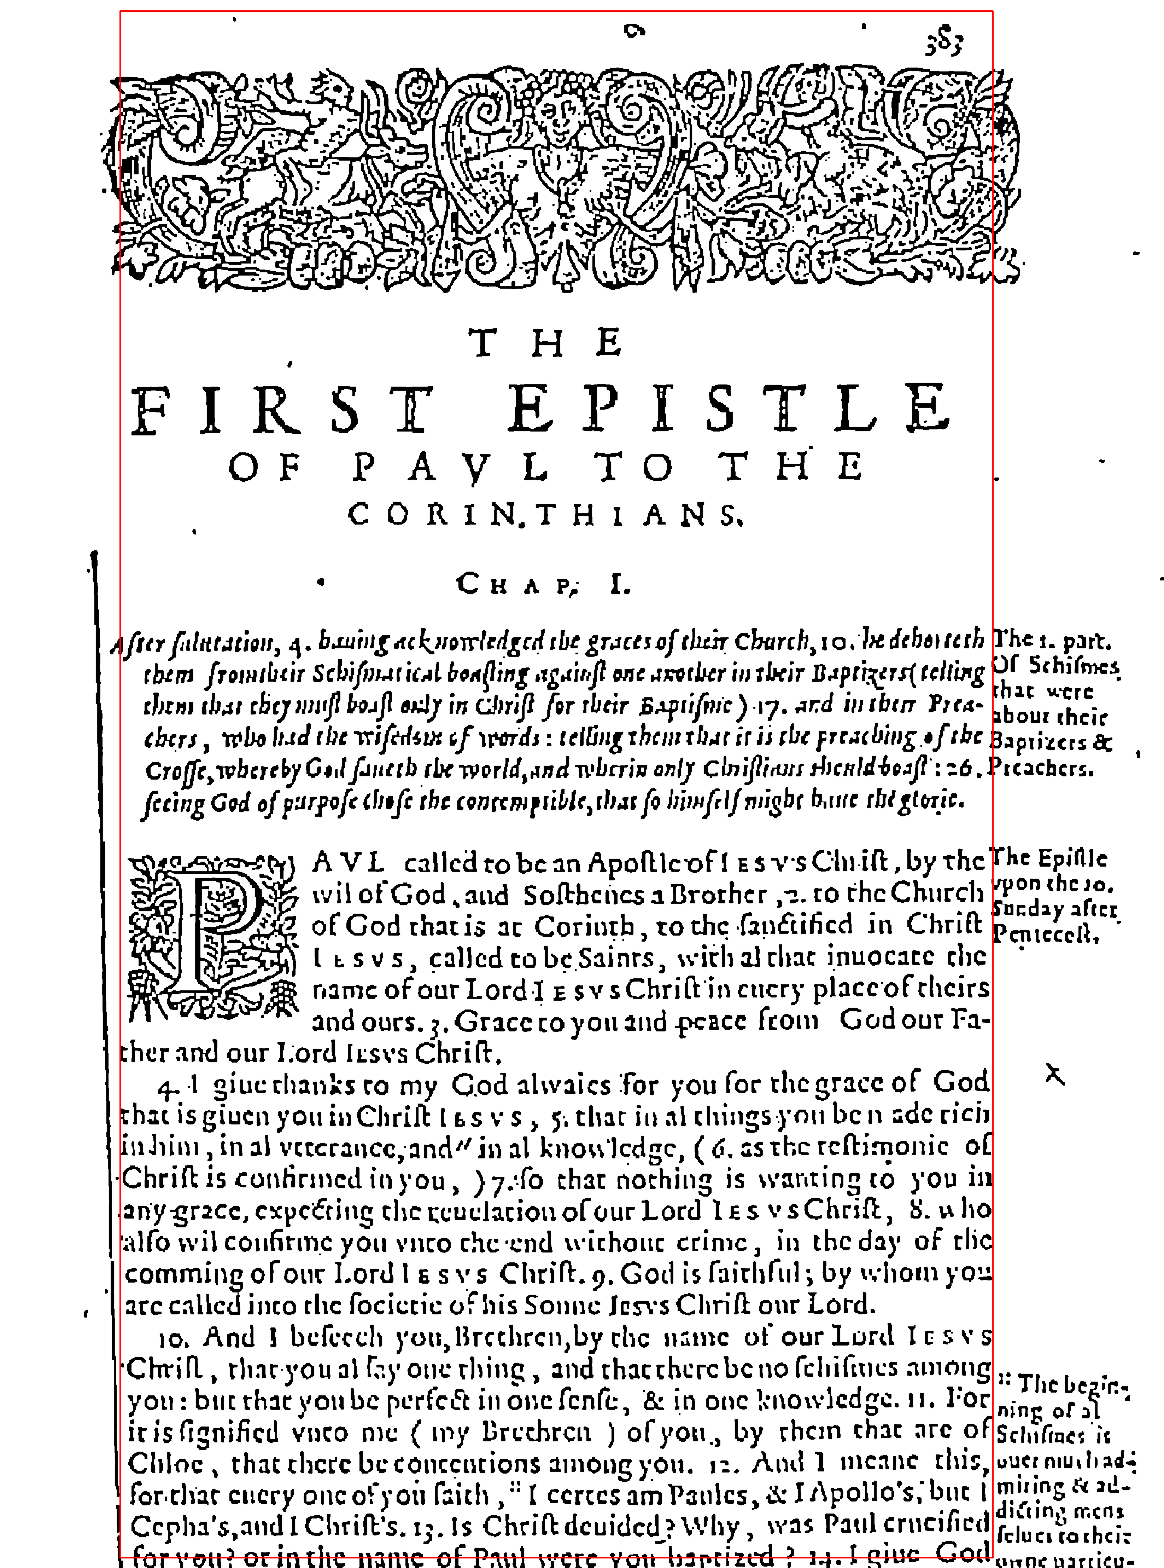 383
THE
FIRST EPISTLE
OF PAVL TO THE
CORIN.THIANS.
CHAP. I.
After salutation, 4. hauing acknowledged the graces of their Church, 10. he dehorteth
them from their Schismatical boasting against one another in their Baptizers (telling
them that they must boast only in Christ for their Baptisme) 17. and in their Prea-
chers, who had the wisedom of words: telling them that it is the preaching of the
Crosse, whereby God saueth the world, and wherin only Christians should boast: 26.
seeing God of purpose chose the contemptible, that so himself might haue the glorie.
The 1. part.
Of Schismes
that were
about their
Baptizers &
Preachers.
PAVL called to be an Apostle of IESVS Christ, by the
wil of God, and Sosthenes a Brother, 2. to the Church
of God that is at Corinth, to the sanctified in Christ
IESVS, called to be Saints, with al that inuocate the
name of our Lord IESVS Christ in euery place of theirs
and ours. 3. Grace to you and peace from God our Fa-
ther and our Lord IESVS Christ.
The Epistle
vpon the 10.
Sunday after
Pentecost.
4. I giue thanks to my God alwaies for you for the grace of God
that is giuen you in Christ IESVS, 5. that in al things you be made rich
in him, in al vtterance, and " in al knowledge, (6. as the testimonie of
Christ is confirmed in you, ) 7. so that nothing is wanting to you in
any grace, expecting the reuelation of our Lord IESVS Christ, 8. who
also wil confirme you vnto the end without crime, in the day of the
comming of our Lord IESVS Christ. 9. God is faithful; by whom you
are called into the societie of his Sonne Iesvs Christ our Lord.
10. And I beseech you, Brethren, by the name of our Lord IESVS
Christ, that you al say one thing, and that there be no schismes among
you: but that you be perfect in one sense, & in one knowledge. 11. For
it is signified vnto me (my Brethren) of you, by them that are of
Chloe, that there be contentions among you. 12. And I meane this,
for that euery one of you saith, :: I certes am Paules, & I Apollo's, but I
Cepha's, and I Christ's. 13. Is Christ deuided? Why, was Paul crucified
for you? or in the name of Paul were you baptized? 14. I giue God
:: The begin-
ning of al
Schismes is
ouer much ad-
miring & ad-
dicting mens
selues to their
owne particu-